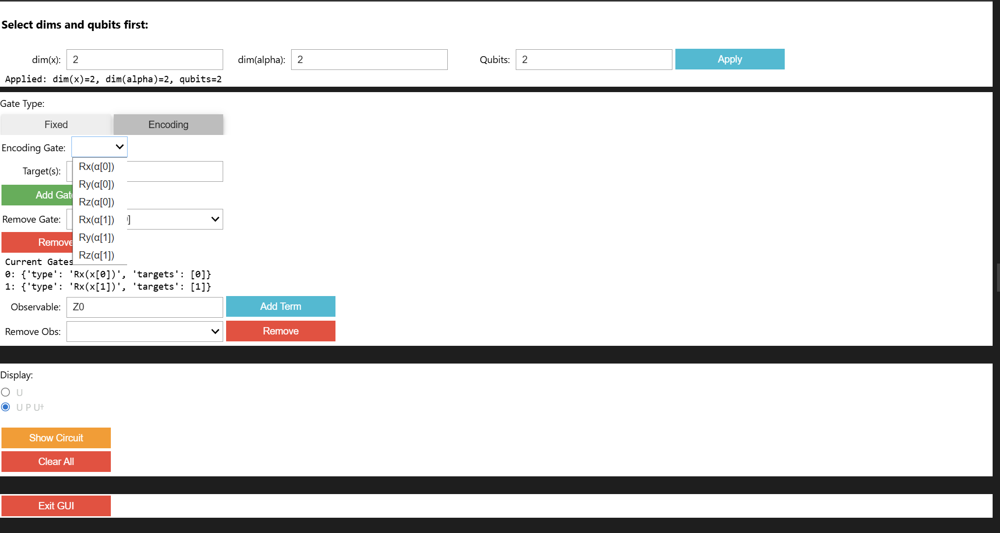 Select dims and qubits first:
dim(x): 2 dim(alpha): 2 Qubits: 2 Apply
Applied: dim(x)=2, dim(alpha)=2, qubits=2
Gate Type:
Fixed Encoding
Encoding Gate:
Rx(α[0])
Target(s):
Ry(α[0])
Add Gat
Rz(α[0])
Remove Gate: Rx(α[1]) ]
Ry(α[1])
Remove
Rz(α[1])
Current Gates
0: {'type': 'Rx(x[0])', 'targets': [0]}
1: {'type': 'Rx(x[1])', 'targets': [1]}
Observable: Z0 Add Term
Remove Obs: Remove
Display:
U
U P U†
Show Circuit
Clear All
Exit GUI